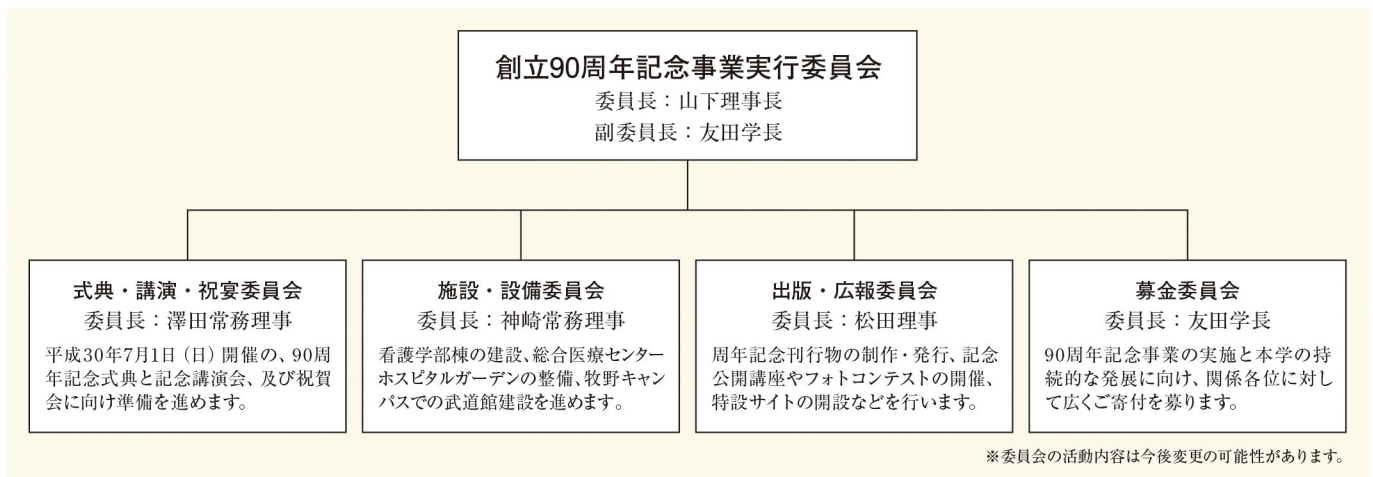 創立90周年記念事業実行委員会
委員長：山下理事長
副委員長：友田学長
式典・講演・祝宴委員会
委員長：澤田常務理事
平成30年7月1日（日）開催の、90周
年記念式典と記念講演会、及び祝賀
会に向け準備を進めます。
施設・設備委員会
委員長：神崎常務理事
看護学部棟の建設、総合医療センター
ホスピタルガーデンの整備、牧野キャン
パスでの武道館建設を進めます。
出版・広報委員会
委員長：松田理事
周年記念刊行物の制作・発行、記念
公開講座やフォトコンテストの開催、
特設サイトの開設などを行います。
募金委員会
委員長：友田学長
90周年記念事業の実施と本学の持
続的な発展に向け、関係各位に対し
て広くご寄付を募ります。
※委員会の活動内容は今後変更の可能性があります。